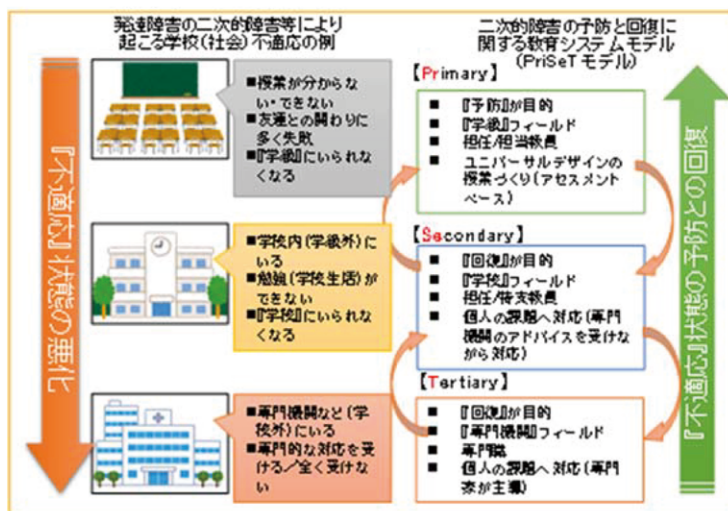 発達障害の二次的障害等により
起こる学校(社会)不適応の例
『不適応』状態の悪化
■授業が分からな
い・できない
■友達との関わりに
多く失敗
■『学級』にいられな
くなる
■学校内(学級外)に
いる
■勉強(学校生活)が
できない
■『学校』にいられな
くなる
■専門機関など(学
校外)にいる
■専門的な対応を受
ける/全く受けな
い
二次的障害の予防と回復に
関する教育システムモデル
(PriSeTモデル)
【Primary】
■ 『予防』が目的
■ 『学級』フィールド
■ 担任/担当教員
■ ユニバーサルデザインの
授業づくり(アセスメント
ベース)
【Secondary】
■ 『回復』が目的
■ 『学校』フィールド
■ 担任/特支教員
■ 個人の課題へ対応(専門
機関のアドバイスを受けな
がら対応)
【Tertiary】
■ 『回復』が目的
■ 『専門機関』フィールド
■ 専門職
■ 個人の課題へ対応(専門
家が主導)
『不適応』状態の予防との回復